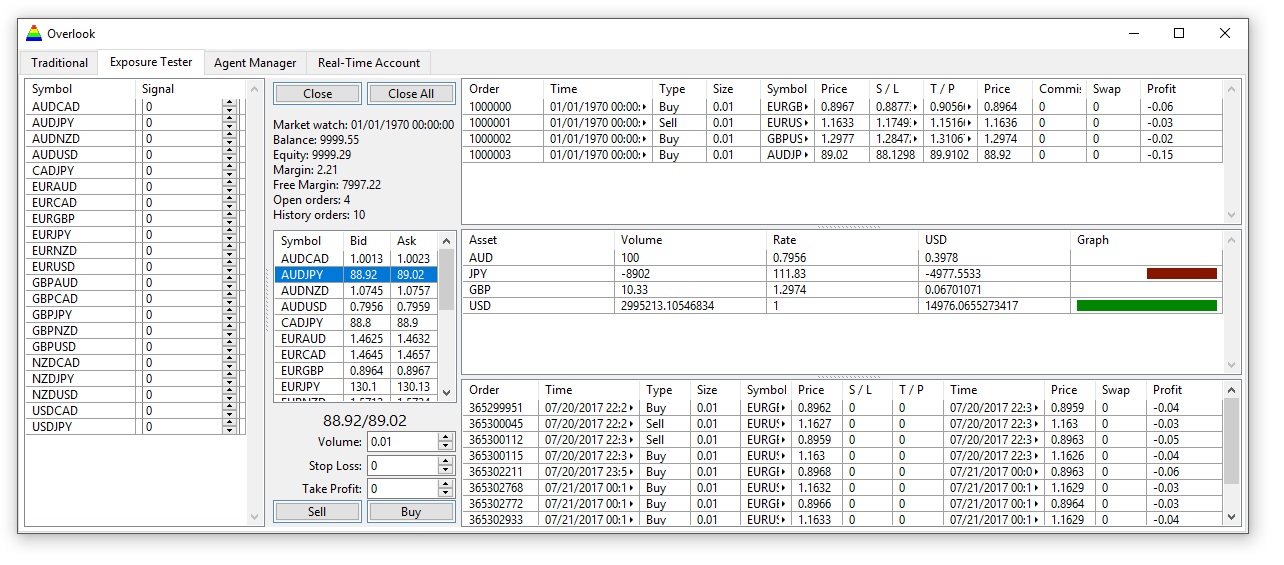 Overlook
Traditional Exposure Tester Agent Manager Real-Time Account
Symbol Signal
AUDCAD 0
AUDJPY 0
AUDNZD 0
AUDUSD 0
CADJPY 0
EURAUD 0
EURCAD 0
EURGBP 0
EURJPY 0
EURNZD 0
EURUSD 0
GBPAUD 0
GBPCAD 0
GBPJPY 0
GBPNZD 0
GBPUSD 0
NZDCAD 0
NZDJPY 0
NZDUSD 0
USDCAD 0
USDJPY 0
Close Close All
Market watch: 01/01/1970 00:00:00
Balance: 9999.55
Equity: 9999.29
Margin: 2.21
Free Margin: 7997.22
Open orders: 4
History orders: 10
Symbol Bid Ask
AUDCAD 1.0013 1.0023
AUDJPY 88.92 89.02
AUDNZD 1.0745 1.0757
AUDUSD 0.7956 0.7959
CADJPY 88.8 88.9
EURAUD 1.4625 1.4632
EURCAD 1.4645 1.4657
EURGBP 0.8964 0.8967
EURJPY 130.1 130.13
88.92/89.02
Volume: 0.01
Stop Loss: 0
Take Profit: 0
Sell Buy
Order Time Type Size Symbol Price S / L T / P Price Commis Swap Profit
1000000 01/01/1970 00:00: Buy 0.01 EURGB 0.8967 0.8877 0.9056 0.8964 0 0 -0.06
1000001 01/01/1970 00:00: Sell 0.01 EURUS 1.1633 1.1749 1.1516 1.1636 0 0 -0.03
1000002 01/01/1970 00:00: Buy 0.01 GBPUS 1.2977 1.2847 1.3106 1.2974 0 0 -0.02
1000003 01/01/1970 00:00: Buy 0.01 AUDJP 89.02 88.1298 89.9102 88.92 0 0 -0.15
Asset Volume Rate USD Graph
AUD 100 0.7956 0.3978
JPY -8902 111.83 -4977.5533
GBP 10.33 1.2974 0.06701071
USD 2995213.10546834 1 14976.0655273417
Order Time Type Size Symbol Price S / L T / P Time Price Swap Profit
365299951 07/20/2017 22:2 Buy 0.01 EURGE 0.8962 0 0 07/20/2017 22:3 0.8959 0 -0.04
365300045 07/20/2017 22:2 Sell 0.01 EURUS 1.1627 0 0 07/20/2017 22:3 1.163 0 -0.03
365300112 07/20/2017 22:3 Sell 0.01 EURGE 0.8959 0 0 07/20/2017 22:3 0.8963 0 -0.05
365300115 07/20/2017 22:3 Buy 0.01 EURUS 1.163 0 0 07/20/2017 22:3 1.1626 0 -0.04
365302211 07/20/2017 23:5 Buy 0.01 EURGE 0.8968 0 0 07/21/2017 00:0 0.8963 0 -0.06
365302768 07/21/2017 00:1 Buy 0.01 EURUS 1.1632 0 0 07/21/2017 00:1 1.1629 0 -0.03
365302772 07/21/2017 00:1 Buy 0.01 EURGE 0.8966 0 0 07/21/2017 00:1 0.8964 0 -0.03
365302933 07/21/2017 00:1 Buy 0.01 EURUS 1.1633 0 0 07/21/2017 00:1 1.1629 0 -0.04